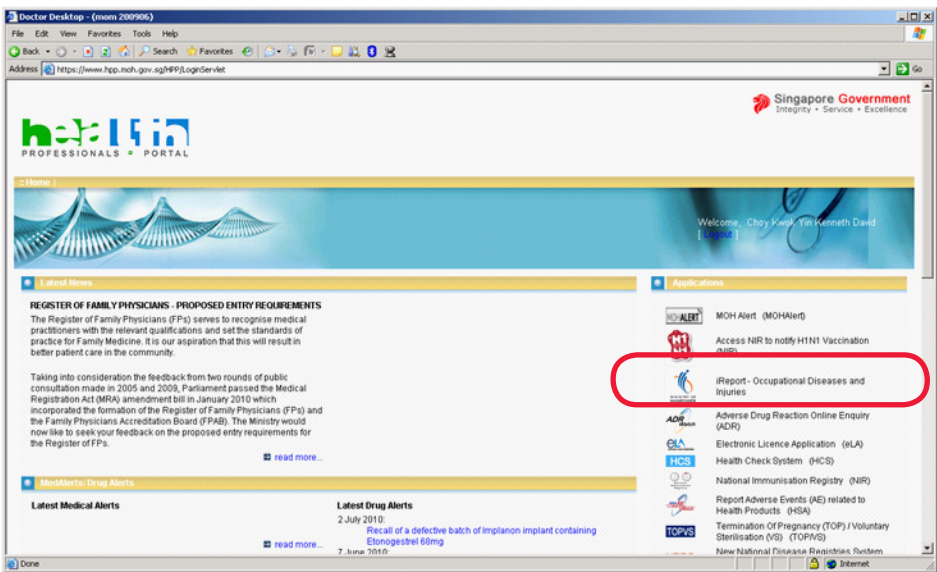 Doctor Desktop - (mom 200906)
File Edit View Favorites Tools Help
Back Search Favorites
Address https://www.hpp.moh.gov.sg/HPP/LoginServlet Go
Singapore Government
Integrity • Service • Excellence
health
PROFESSIONALS • PORTAL
:: Home |
Welcome, Choy Kwok Yin Kenneth David
[ Logout ]
Latest News
REGISTER OF FAMILY PHYSICIANS - PROPOSED ENTRY REQUIREMENTS
The Register of Family Physicians (FPs) serves to recognise medical
practitioners with the relevant qualifications and set the standards of
practice for Family Medicine. It is our aspiration that this will result in
better patient care in the community.
Taking into consideration the feedback from two rounds of public
consultation made in 2005 and 2009, Parliament passed the Medical
Registration Act (MRA) amendment bill in January 2010 which
incorporated the formation of the Register of Family Physicians (FPs) and
the Family Physicians Accreditation Board (FPAB). The Ministry would
now like to seek your feedback on the proposed entry requirements for
the Register of FPs.
read more...
MedAlerts/ Drug Alerts
Latest Medical Alerts
read more...
Latest Drug Alerts
2 July 2010:
Recall of a defective batch of Implanon implant containing
Etonogestrel 68mg
7 June 2010:
Applications
MOH ALERT MOH Alert (MOHAlert)
H1N1 Access NIR to notify H1N1 Vaccination
(NIR)
iReport - Occupational Diseases and
Injuries
ADR Adverse Drug Reaction Online Enquiry
(ADR)
eLA Electronic Licence Application (eLA)
HCS Health Check System (HCS)
National Immunisation Registry (NIR)
Report Adverse Events (AE) related to
Health Products (HSA)
TOPVS Termination Of Pregnancy (TOP) / Voluntary
Sterilisation (VS) (TOP/VS)
New National Disease Registries System
Done
Internet